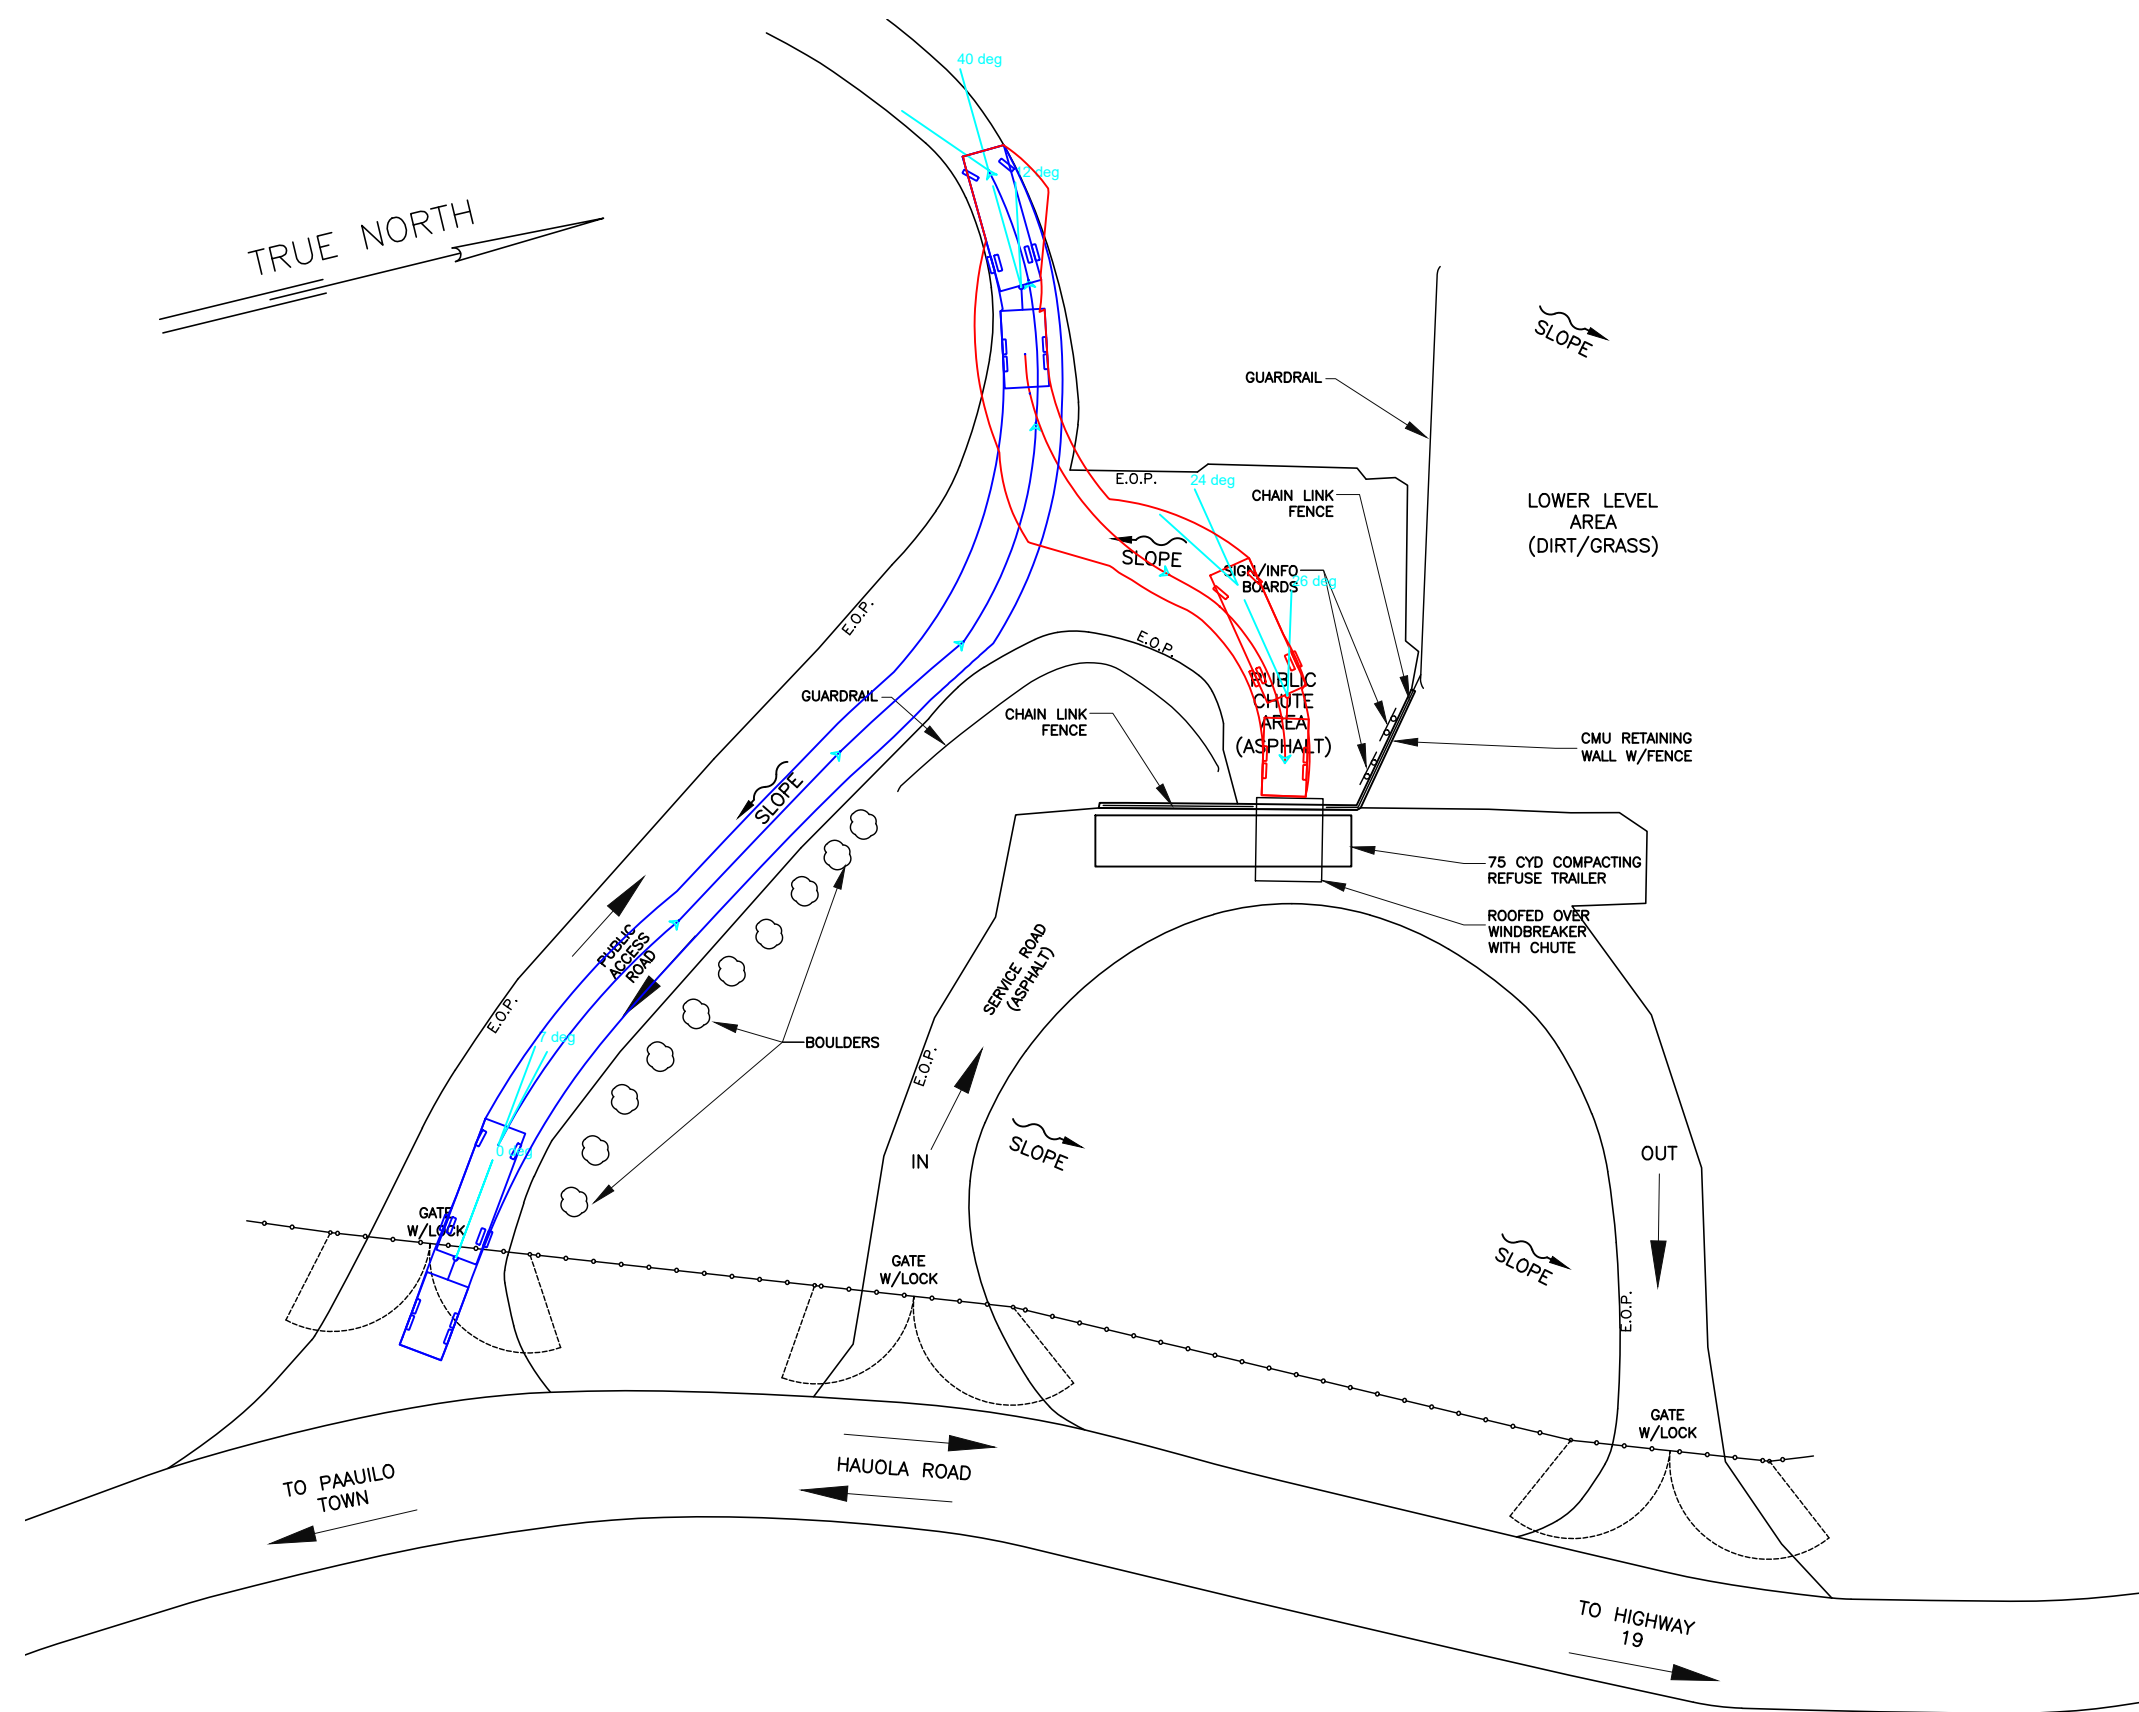 40 deg
12 deg
TRUE NORTH
SLOPE
GUARDRAIL
E.O.P.
24 deg
CHAIN LINK
FENCE
LOWER LEVEL
AREA
(DIRT/GRASS)
SLOPE
SIGN/INFO
BOARDS
26 deg
E.O.P.
E.O.P.
GUARDRAIL
PUBLIC
CHUTE
AREA
(ASPHALT)
CHAIN LINK
FENCE
CMU RETAINING
WALL W/FENCE
SLOPE
75 CYD COMPACTING
REFUSE TRAILER
ROOFED OVER
WINDBREAKER
WITH CHUTE
PUBLIC
ACCESS
ROAD
SERVICE ROAD
(ASPHALT)
E.O.P.
7 deg
BOULDERS
E.O.P.
0 deg
SLOPE
IN
OUT
GATE
W/LOCK
GATE
W/LOCK
SLOPE
E.O.P.
GATE
W/LOCK
TO PAAUILO
TOWN
HAUOLA ROAD
TO HIGHWAY
19